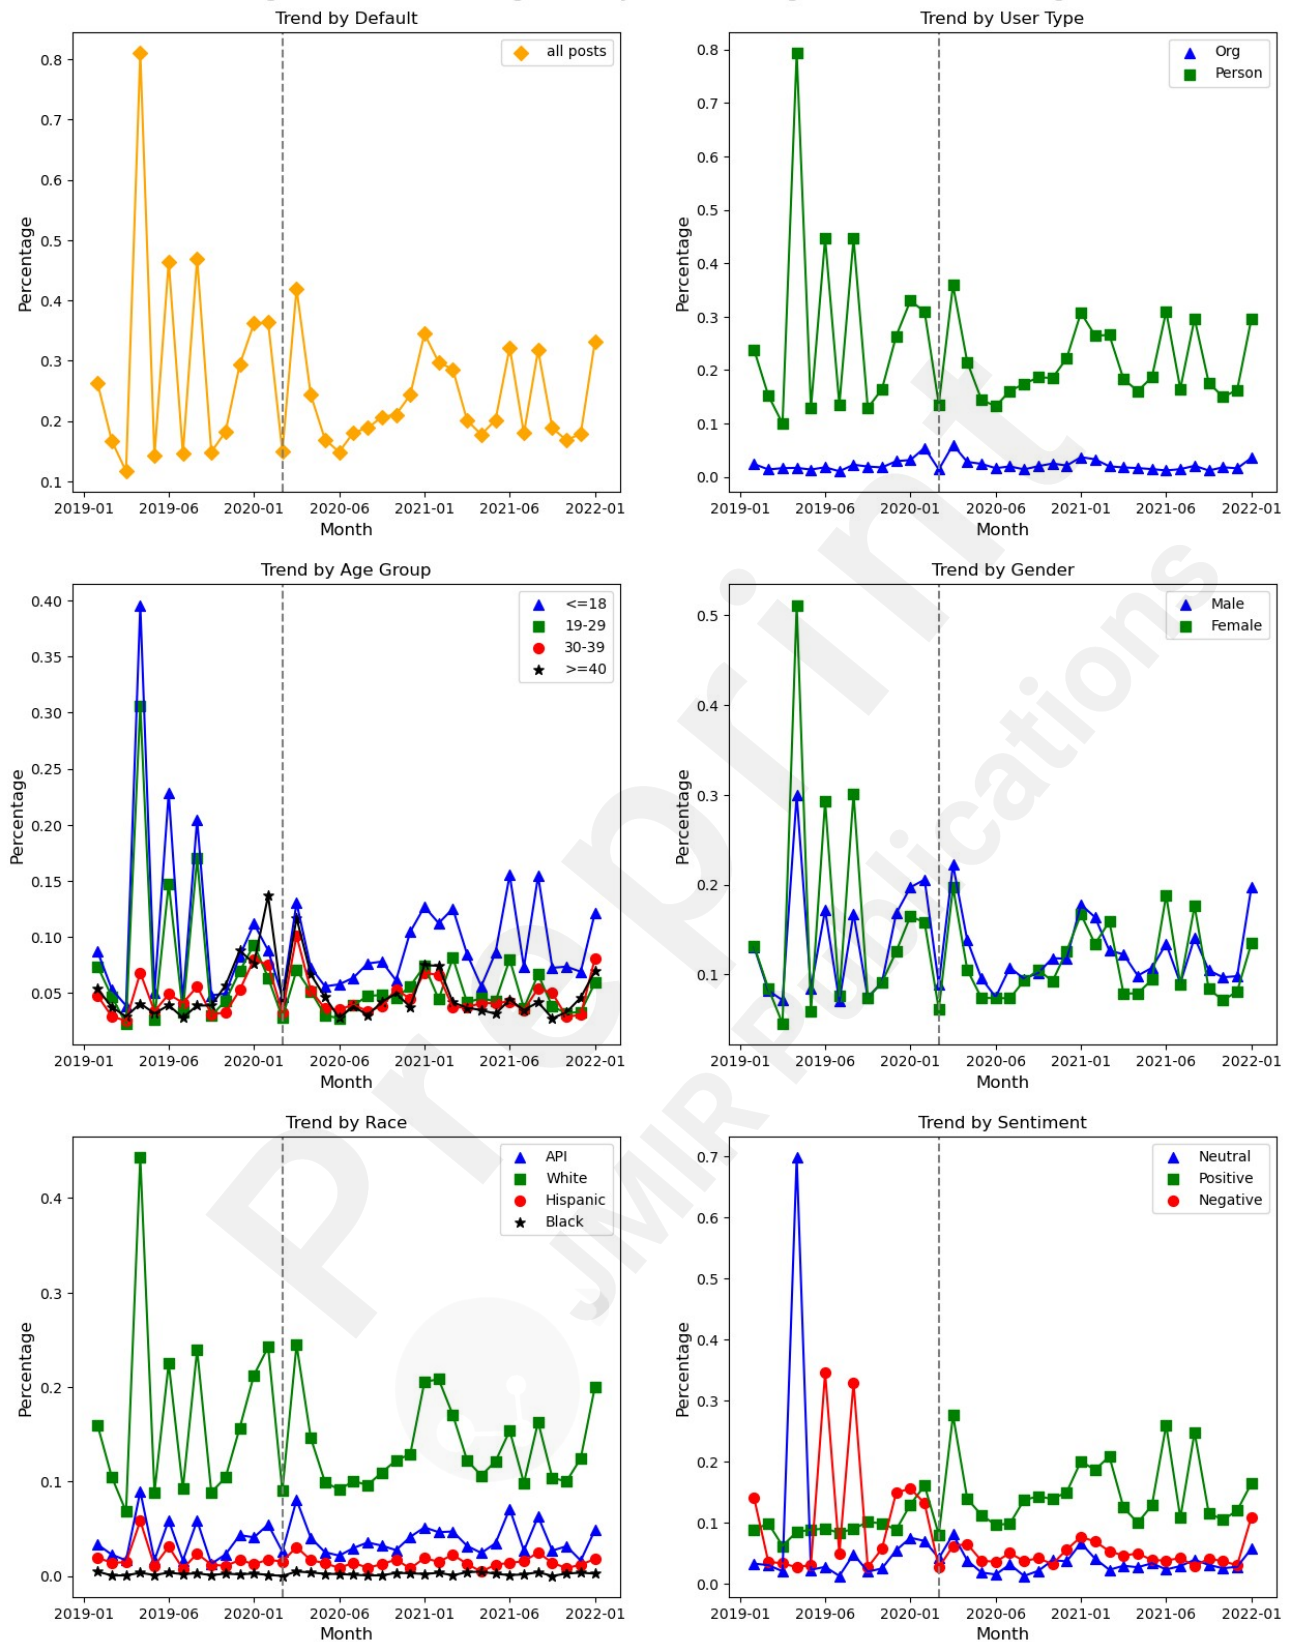 Trend by Default
0.8
0.7
0.6
0.5
0.4
0.3
0.2
0.1
Percentage
all posts
2019-01
2019-06
2020-01
2020-06
2021-01
2021-06
2022-01
Month
Trend by User Type
0.8
0.7
0.6
0.5
0.4
0.3
0.2
0.1
0.0
Percentage
Org
Person
2019-01
2019-06
2020-01
2020-06
2021-01
2021-06
2022-01
Month
Trend by Age Group
0.40
0.35
0.30
0.25
0.20
0.15
0.10
0.05
Percentage
<=18
19-29
30-39
>=40
2019-01
2019-06
2020-01
2020-06
2021-01
2021-06
2022-01
Month
Trend by Gender
0.5
0.4
0.3
0.2
0.1
Percentage
Male
Female
2019-01
2019-06
2020-01
2020-06
2021-01
2021-06
2022-01
Month
Trend by Race
0.4
0.3
0.2
0.1
0.0
Percentage
API
White
Hispanic
Black
2019-01
2019-06
2020-01
2020-06
2021-01
2021-06
2022-01
Month
Trend by Sentiment
0.7
0.6
0.5
0.4
0.3
0.2
0.1
0.0
Percentage
Neutral
Positive
Negative
2019-01
2019-06
2020-01
2020-06
2021-01
2021-06
2022-01
Month
Preprint
JMIR Publications